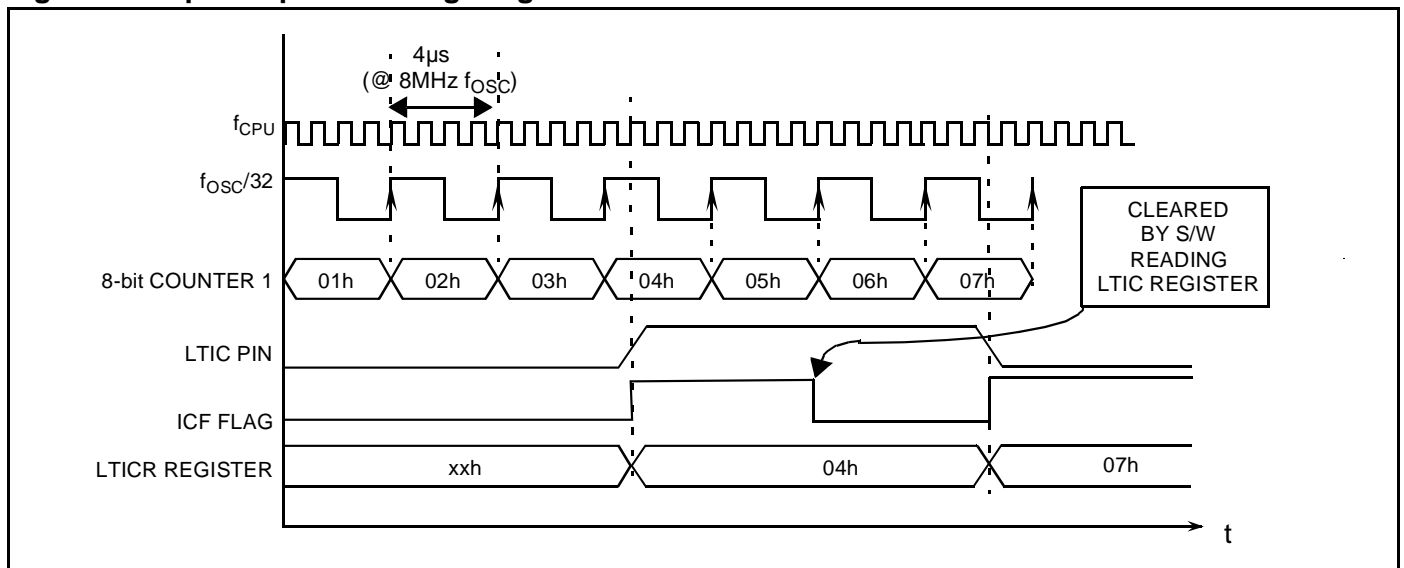 4µs
(@ 8MHz fOSC)
fCPU
fOSC/32
8-bit COUNTER 1
01h
02h
03h
04h
05h
06h
07h
LTIC PIN
ICF FLAG
LTICR REGISTER
xxh
04h
07h
CLEARED
BY S/W
READING
LTIC REGISTER
t